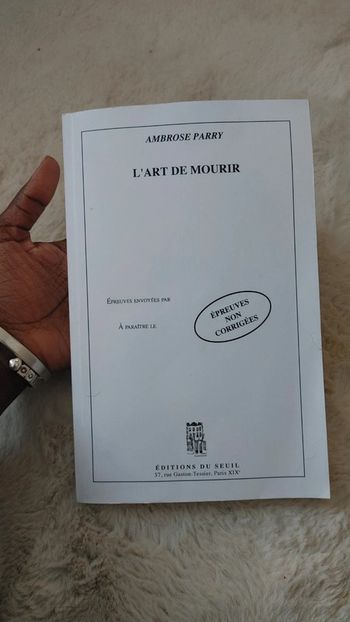 AMBROSE PARRY
L'ART DE MOURIR
ÉPREUVES ENVOYÉES PAR
À PARAÎTRE LE
ÉPREUVES
NON
CORRIGÉES
ÉDITIONS DU SEUIL
57, rue Gaston-Tessier, Paris XIXe